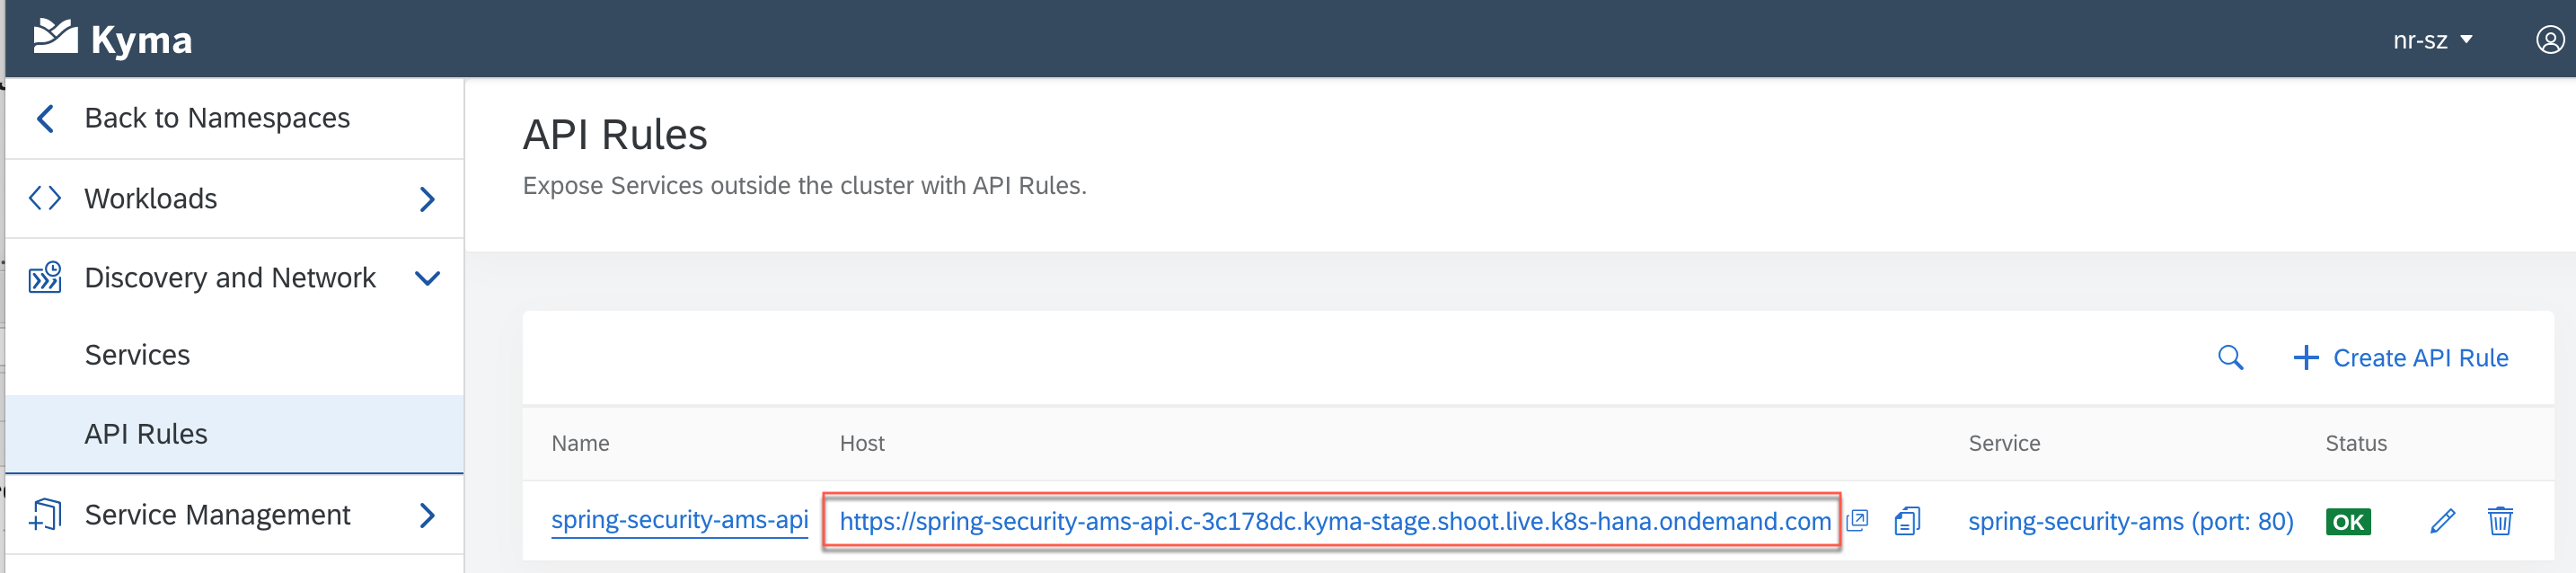 Kyma
nr-sz
Back to Namespaces
Workloads
Discovery and Network
Services
API Rules
Service Management
API Rules
Expose Services outside the cluster with API Rules.
Create API Rule
Name Host Service Status
spring-security-ams-api https://spring-security-ams-api.c-3c178dc.kyma-stage.shoot.live.k8s-hana.ondemand.com spring-security-ams (port: 80) OK